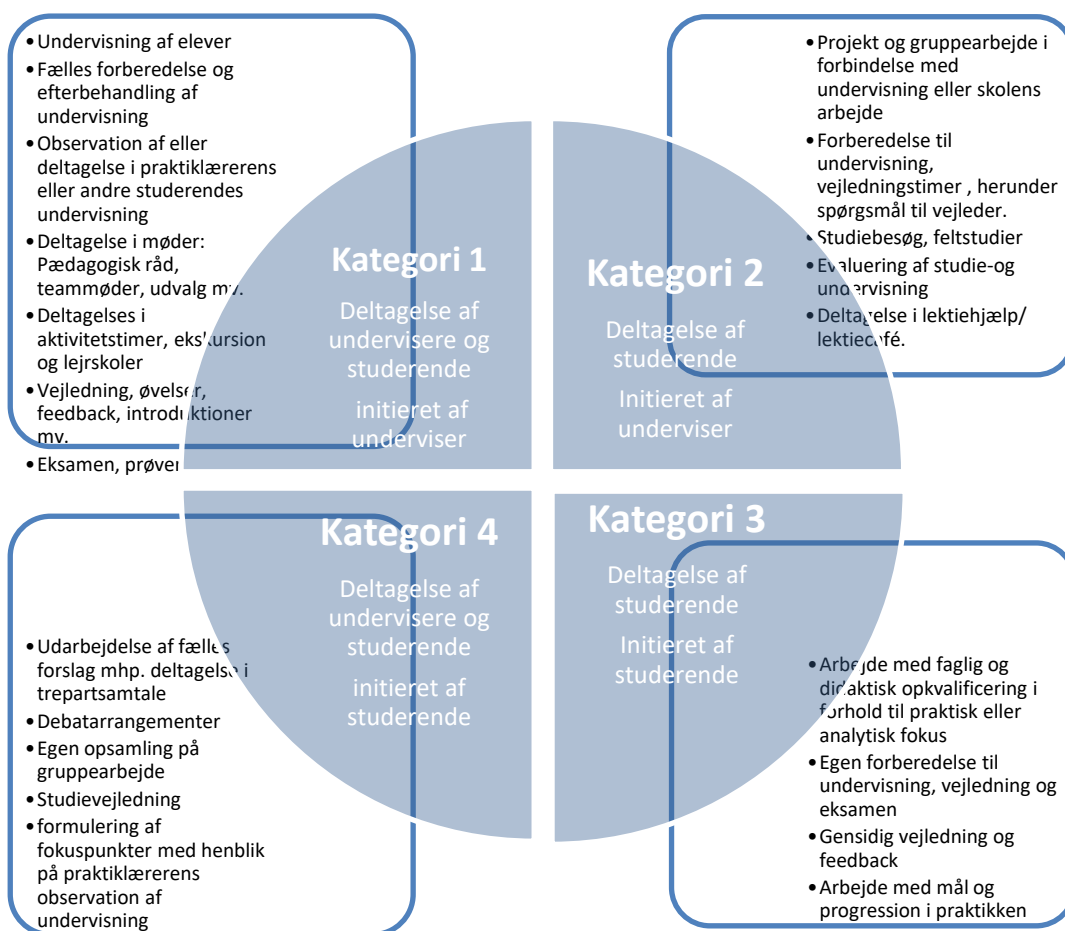 •Undervisning af elever
•Fælles forberedelse og
efterbehandling af
undervisning
•Observation af eller
deltagelse i praktiklærerens
eller andre studerendes
undervisning
•Deltagelse i møder:
Pædagogisk råd,
teammøder, udvalg mv.
•Deltagelses i
aktivitetstimer, ekskursion
og lejrskoler
•Vejledning, øvelser,
feedback, introduktioner
mv.
•Eksamen, prøver
Kategori 1
Deltagelse af
undervisere og
studerende
initieret af
underviser
•Projekt og gruppearbejde i
forbindelse med
undervisning eller skolens
arbejde
•Forberedelse til
undervisning,
vejledningstimer , herunder
spørgsmål til vejleder.
•Studiebesøg, feltstudier
•Evaluering af studie-og
undervisning
•Deltagelse i lektiehjælp/
lektiecafé.
Kategori 2
Deltagelse af
studerende
Initieret af
underviser
Kategori 4
Deltagelse af
undervisere og
studerende
initieret af
studerende
•Udarbejdelse af fælles
forslag mhp. deltagelse i
trepartsamtale
•Debatarrangementer
•Egen opsamling på
gruppearbejde
•Studievejledning
•formulering af
fokuspunkter med henblik
på praktiklærerens
observation af
undervisning
Kategori 3
Deltagelse af
studerende
Initieret af
studerende
•Arbejde med faglig og
didaktisk opkvalificering i
forhold til praktisk eller
analytisk fokus
•Egen forberedelse til
undervisning, vejledning og
eksamen
•Gensidig vejledning og
feedback
•Arbejde med mål og
progression i praktikken